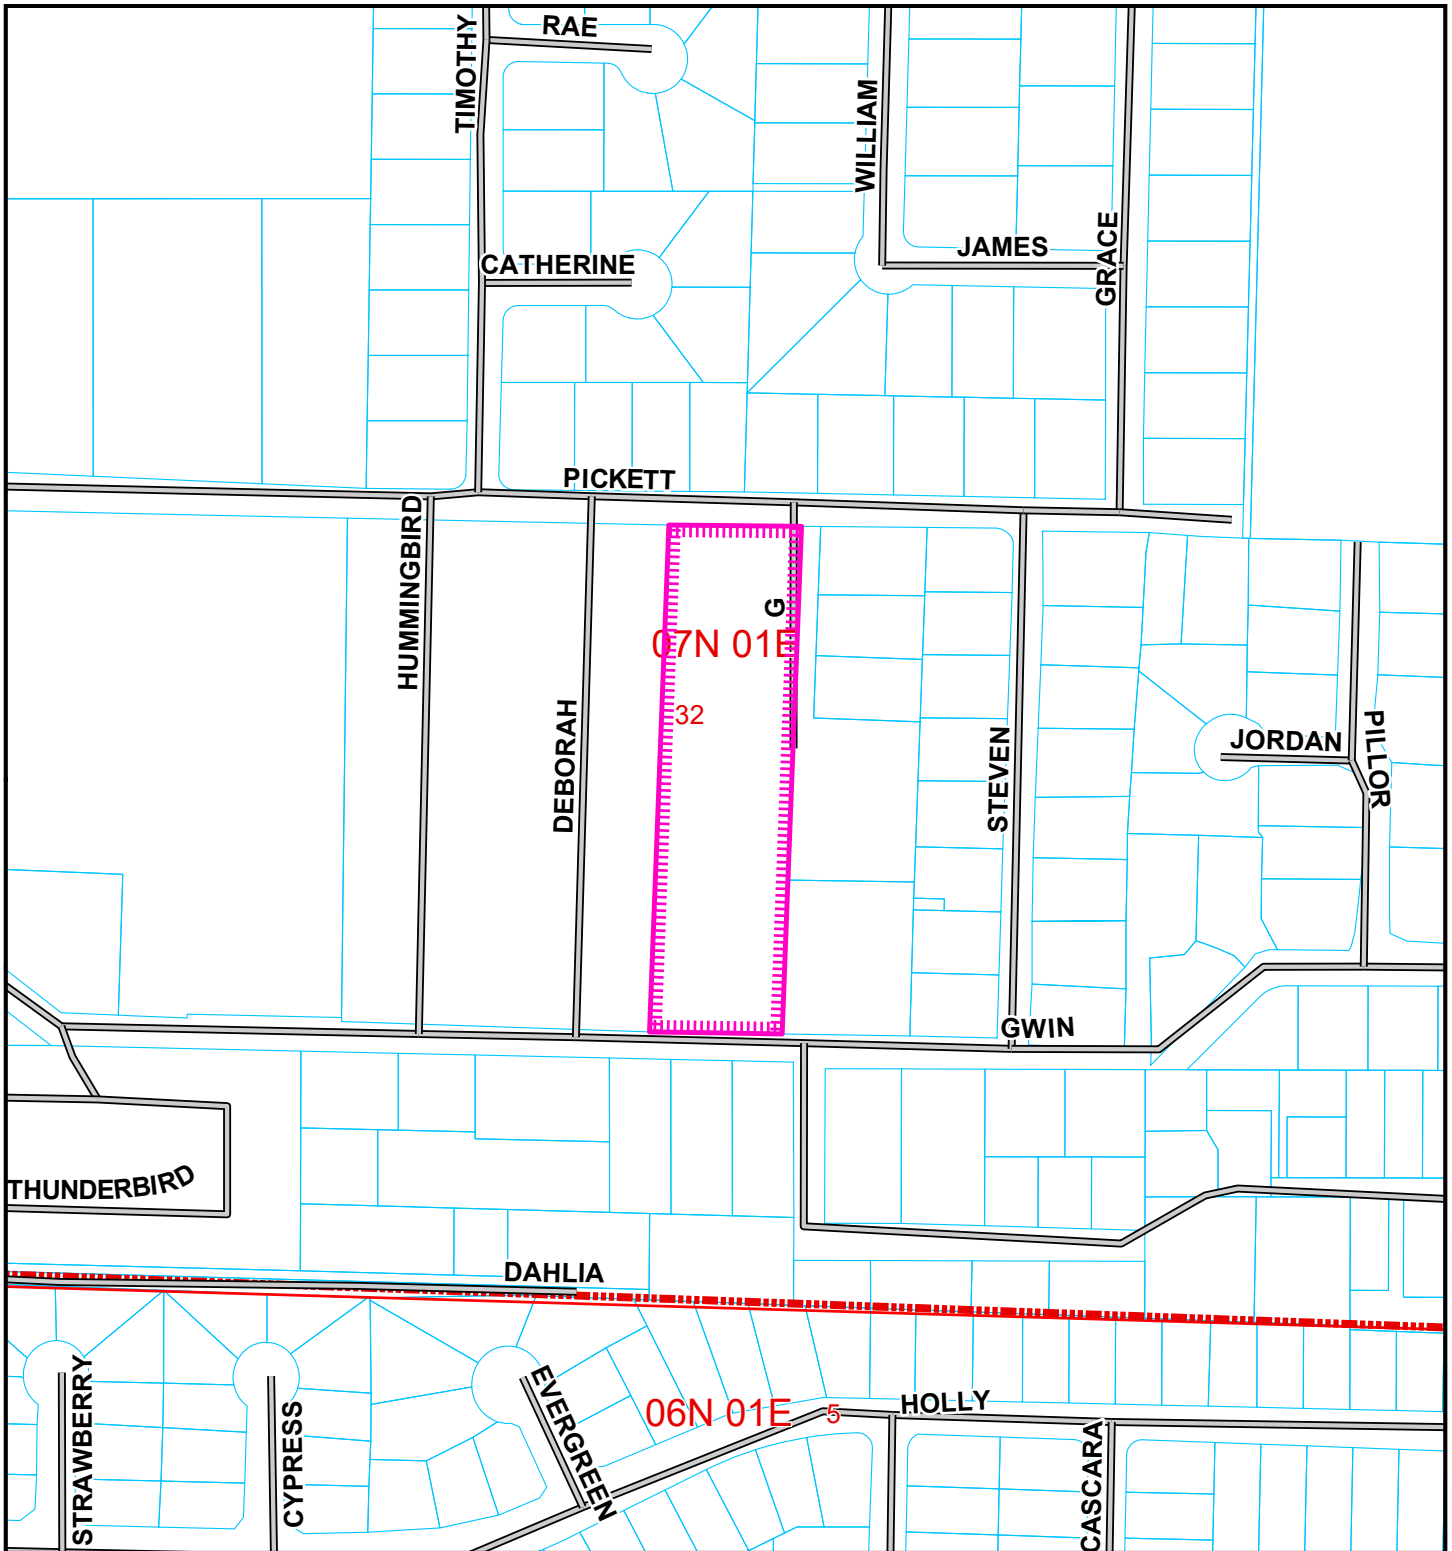 RAE
TIMOTHY
WILLIAM
JAMES
GRACE
CATHERINE
PICKETT
HUMMINGBIRD
G
07N 01E
32
DEBORAH
STEVEN
JORDAN
PILLOR
GWIN
THUNDERBIRD
DAHLIA
STRAWBERRY
CYPRESS
EVERGREEN
06N 01E
5
HOLLY
CASCARA